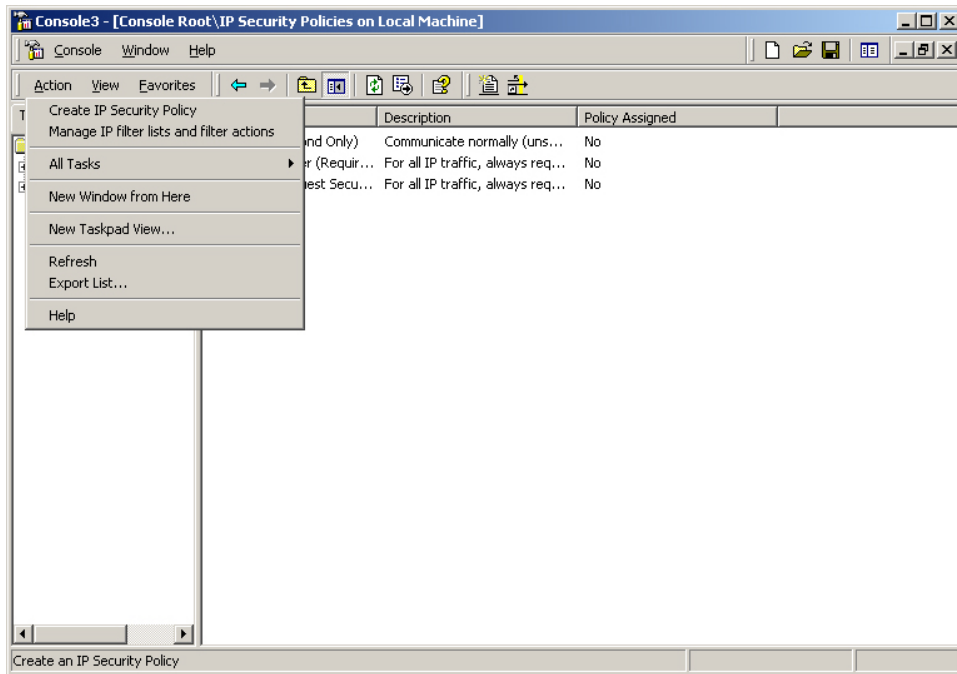 Console3 - [Console Root\IP Security Policies on Local Machine]
Console Window Help
Action View Favorites
T
Description Policy Assigned
Create IP Security Policy
Manage IP filter lists and filter actions
All Tasks
New Window from Here
New Taskpad View...
Refresh
Export List...
Help
ond Only) Communicate normally (uns... No
er (Requir... For all IP traffic, always req... No
uest Secu... For all IP traffic, always req... No
Create an IP Security Policy